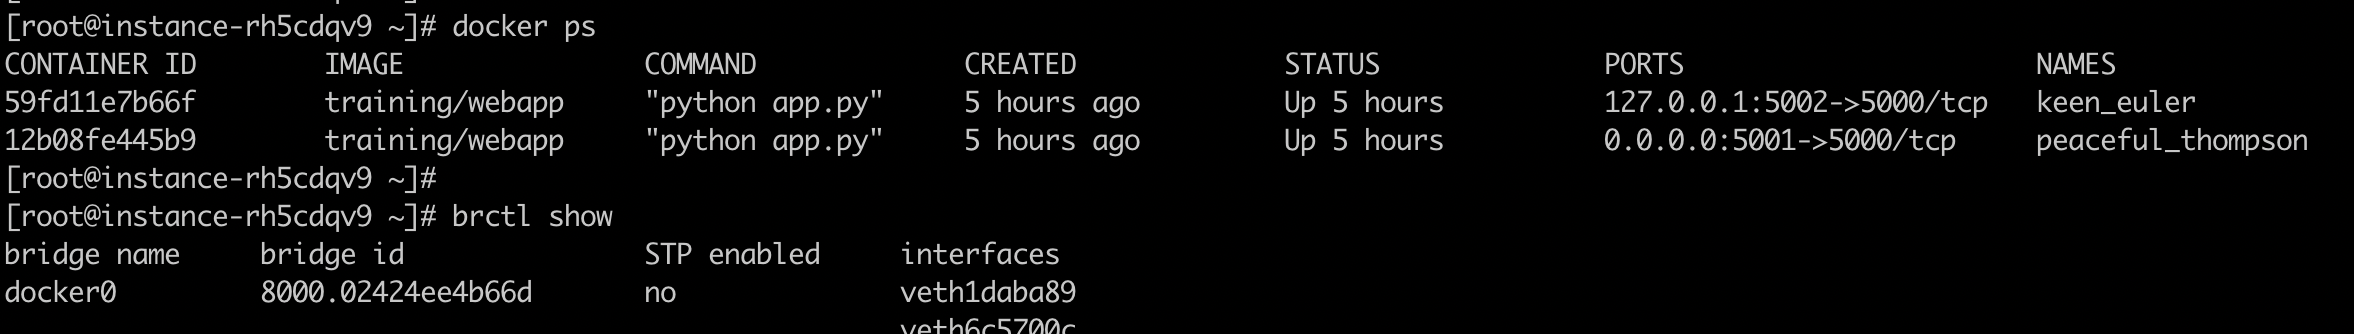 [root@instance-rh5cdqv9 ~]# docker ps
CONTAINER ID        IMAGE               COMMAND             CREATED             STATUS              PORTS                      NAMES
59fd11e7b66f        training/webapp     "python app.py"     5 hours ago         Up 5 hours          127.0.0.1:5002->5000/tcp   keen_euler
12b08fe445b9        training/webapp     "python app.py"     5 hours ago         Up 5 hours          0.0.0.0:5001->5000/tcp     peaceful_thompson
[root@instance-rh5cdqv9 ~]#
[root@instance-rh5cdqv9 ~]# brctl show
bridge name     bridge id               STP enabled     interfaces
docker0         8000.02424ee4b66d       no              veth1daba89
                                                        veth6c5700c